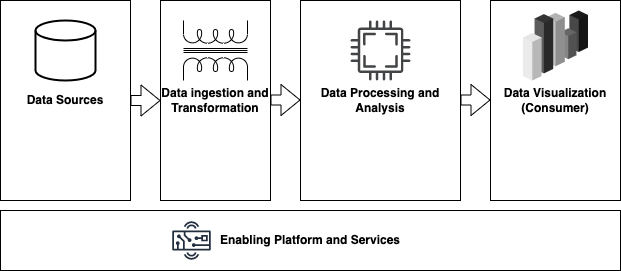 Data Sources
Data ingestion and
Transformation
Data Processing and
Analysis
Data Visualization
(Consumer)
Enabling Platform and Services